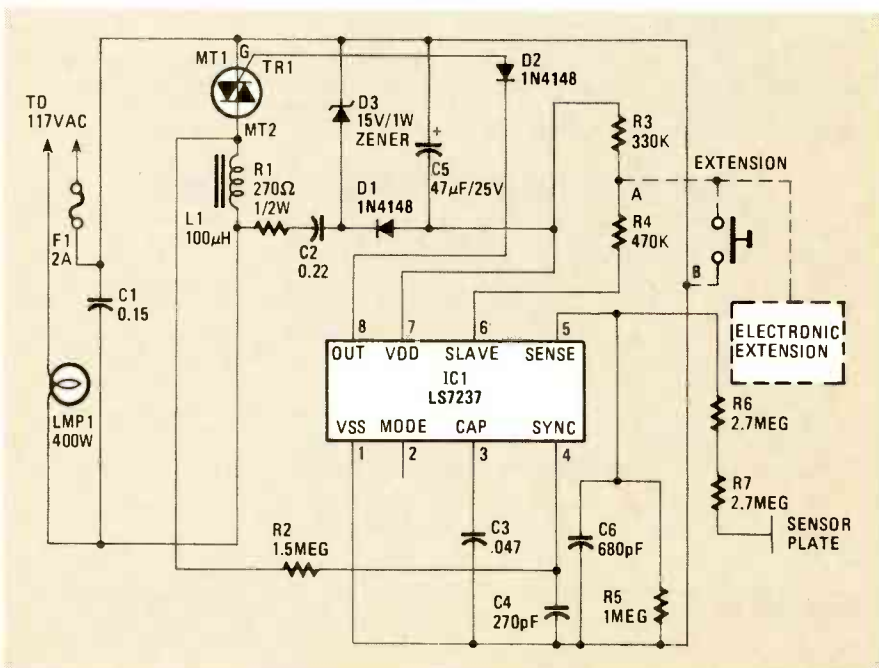 MT1
G
TR1
MT2
TO
117VAC
F1
2A
C1
0.15
LMP1
400W
L1
100µH
R1
270Ω
1/2W
C2
0.22
D3
15V/1W
ZENER
+
C5
47µF/25V
D1
1N4148
D2
1N4148
R3
330K
A
R4
470K
EXTENSION
B
ELECTRONIC
EXTENSION
8 7 6 5
OUT VDD SLAVE SENSE
IC1
LS7237
VSS MODE CAP SYNC
1 2 3 4
R2
1.5MEG
C3
.047
C4
270pF
C6
680pF
R5
1MEG
R6
2.7MEG
R7
2.7MEG
SENSOR
PLATE